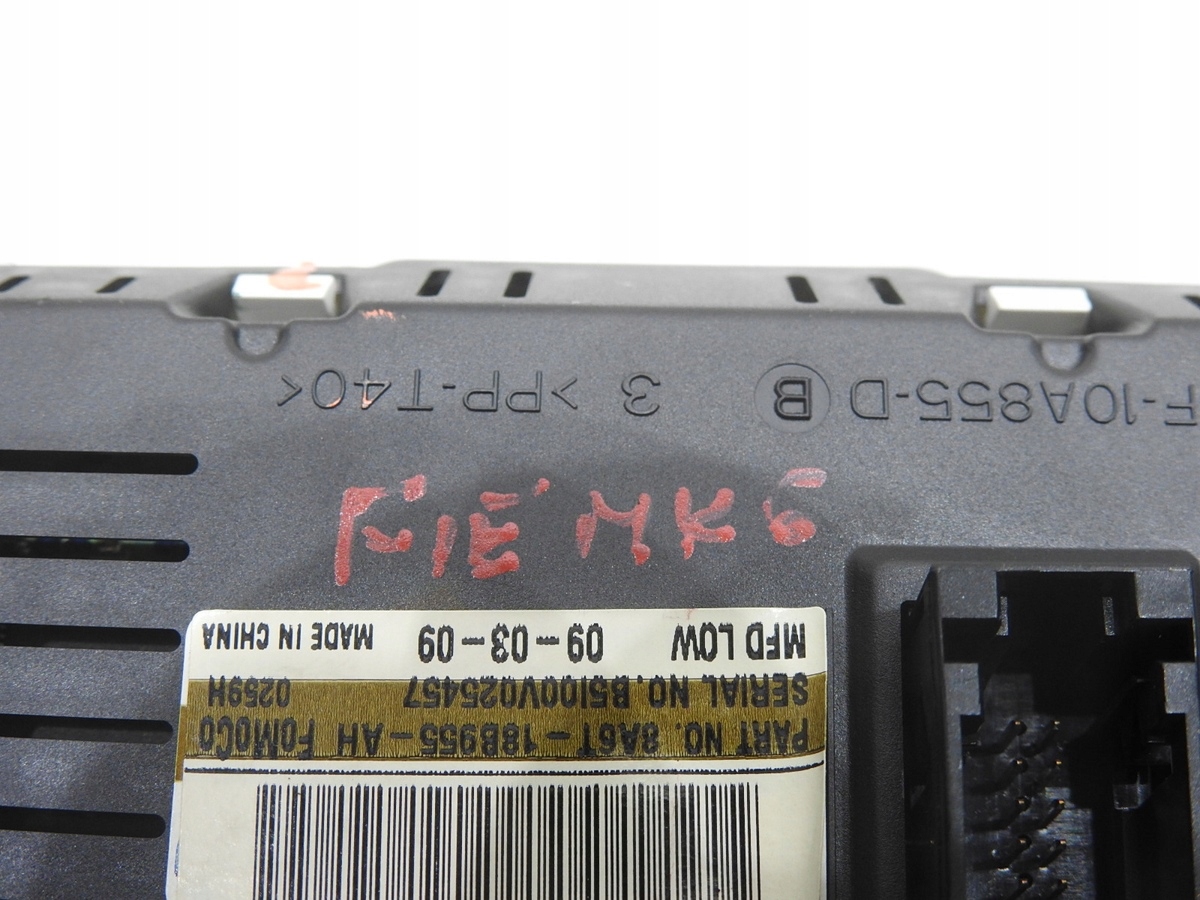 F-10A855-D B 3 >PP-T40<
FIE MK6
MFD LOW 09-03-09 MADE IN CHINA
SERIAL NO. B5I00V025457 0259H
PART NO. 8A6T-18B955-AH FoMoCo